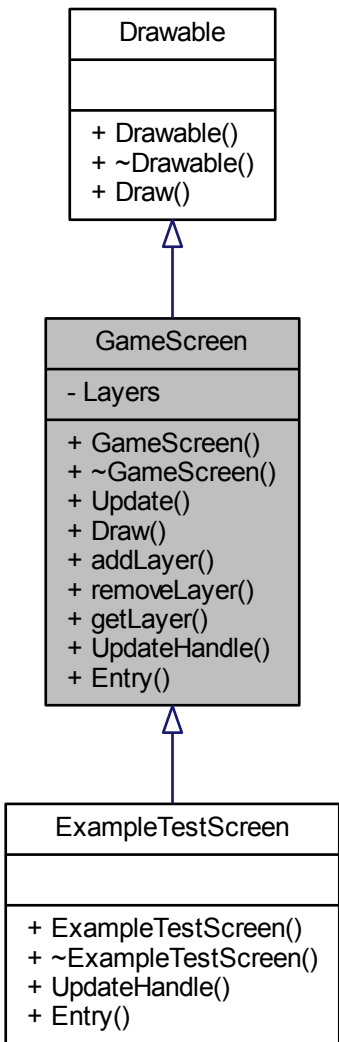 Drawable
+ Drawable()
+ ~Drawable()
+ Draw()
GameScreen
- Layers
+ GameScreen()
+ ~GameScreen()
+ Update()
+ Draw()
+ addLayer()
+ removeLayer()
+ getLayer()
+ UpdateHandle()
+ Entry()
ExampleTestScreen
+ ExampleTestScreen()
+ ~ExampleTestScreen()
+ UpdateHandle()
+ Entry()